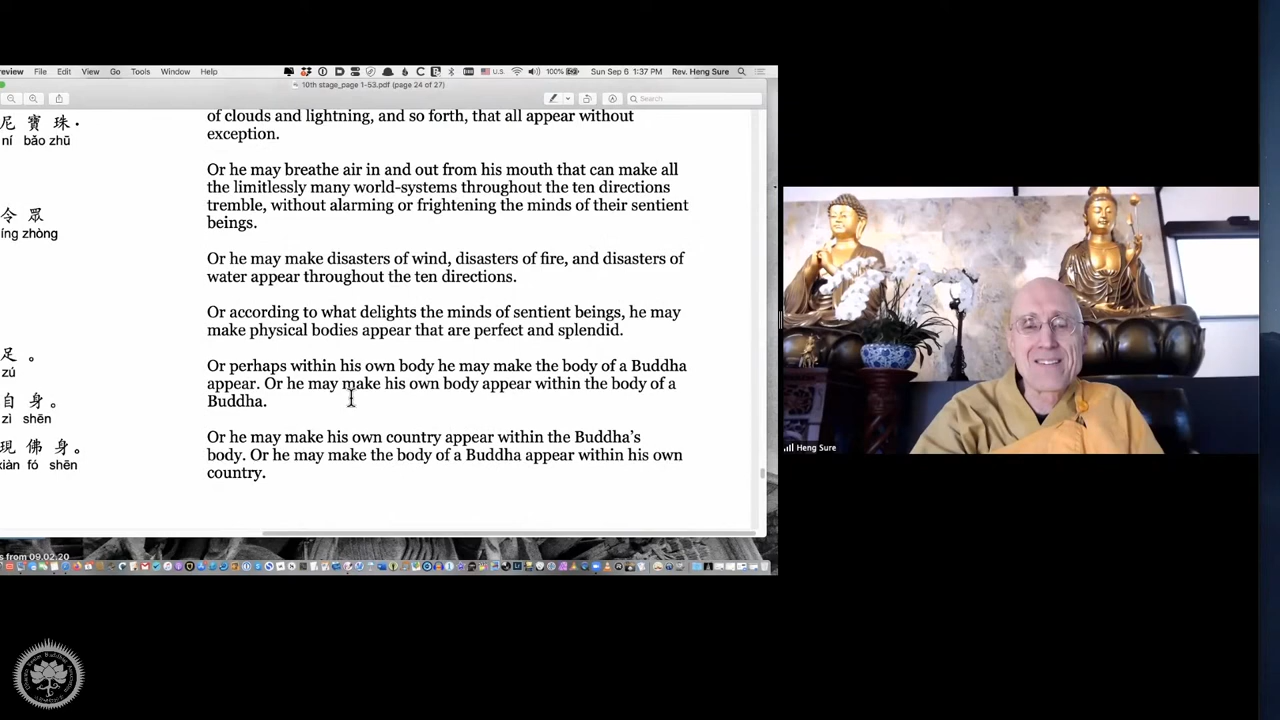 review File Edit View Go Tools Window Help U.S. 100% Sun Sep 6 1:37 PM Rev. Heng Sure
10th stage_page 1-53.pdf (page 24 of 27)
Search
of clouds and lightning, and so forth, that all appear without
exception.
尼 寶 珠 .
ní bǎo zhū
Or he may breathe air in and out from his mouth that can make all
the limitlessly many world-systems throughout the ten directions
tremble, without alarming or frightening the minds of their sentient
beings.
令 眾
íng zhòng
Or he may make disasters of wind, disasters of fire, and disasters of
water appear throughout the ten directions.
Or according to what delights the minds of sentient beings, he may
make physical bodies appear that are perfect and splendid.
足 。
zú
Or perhaps within his own body he may make the body of a Buddha
appear. Or he may make his own body appear within the body of a
Buddha.
自 身 。
zì shēn
現 佛 身 。
xiàn fó shēn
Or he may make his own country appear within the Buddha's
body. Or he may make the body of a Buddha appear within his own
country.
s from 09.02.20
Heng Sure